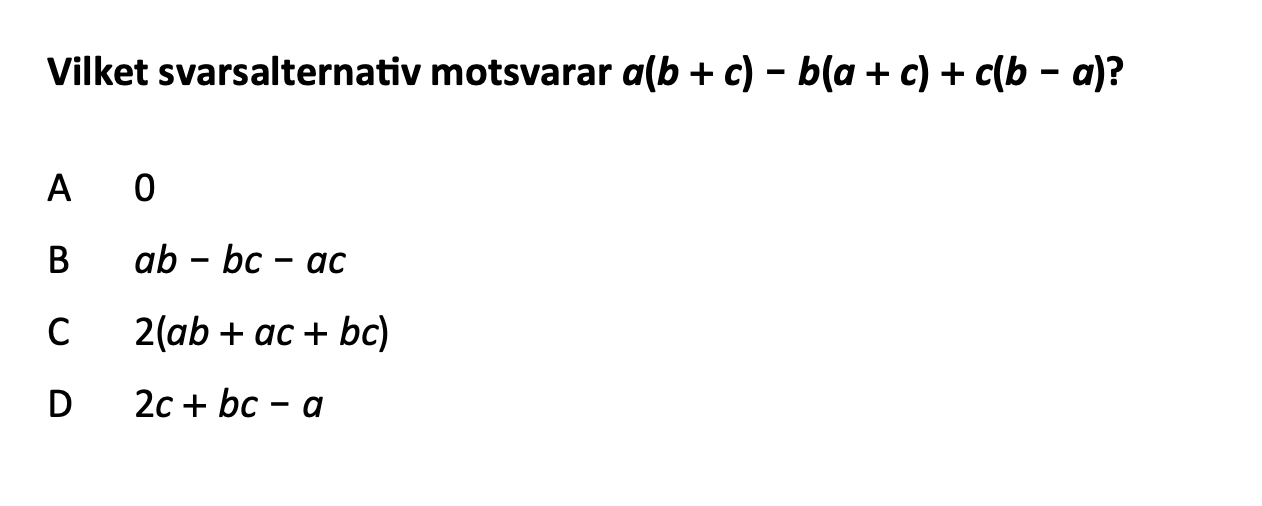 Vilket svarsalternativ motsvarar a(b + c) − b(a + c) + c(b − a)?
A 0
B ab − bc − ac
C 2(ab + ac + bc)
D 2c + bc − a